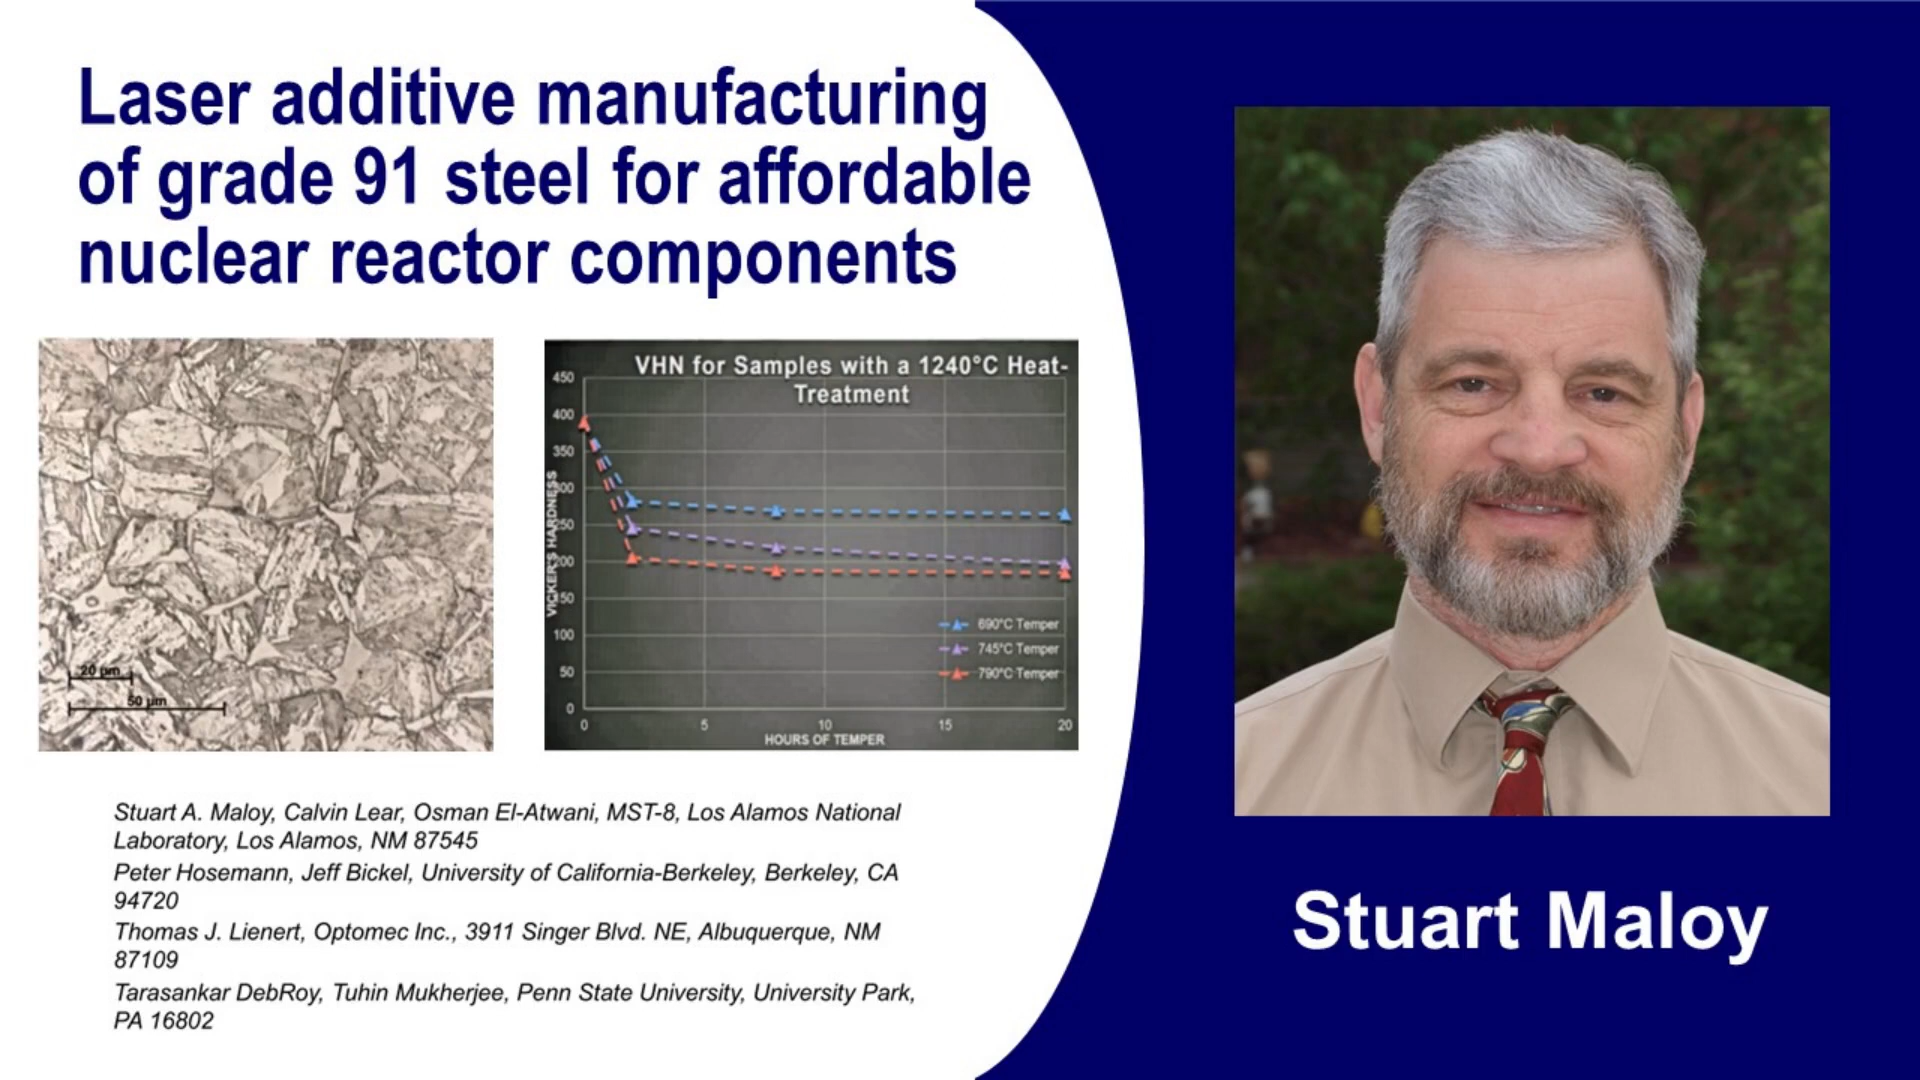 Laser additive manufacturing
of grade 91 steel for affordable
nuclear reactor components
20 µm
50 µm
VHN for Samples with a 1240°C Heat-
Treatment
VICKER'S HARDNESS
450
400
350
300
250
200
150
100
50
0
0
5
10
15
20
HOURS OF TEMPER
690°C Temper
745°C Temper
790°C Temper
Stuart A. Maloy, Calvin Lear, Osman El-Atwani, MST-8, Los Alamos National
Laboratory, Los Alamos, NM 87545
Peter Hosemann, Jeff Bickel, University of California-Berkeley, Berkeley, CA
94720
Thomas J. Lienert, Optomec Inc., 3911 Singer Blvd. NE, Albuquerque, NM
87109
Tarasankar DebRoy, Tuhin Mukherjee, Penn State University, University Park,
PA 16802
Stuart Maloy